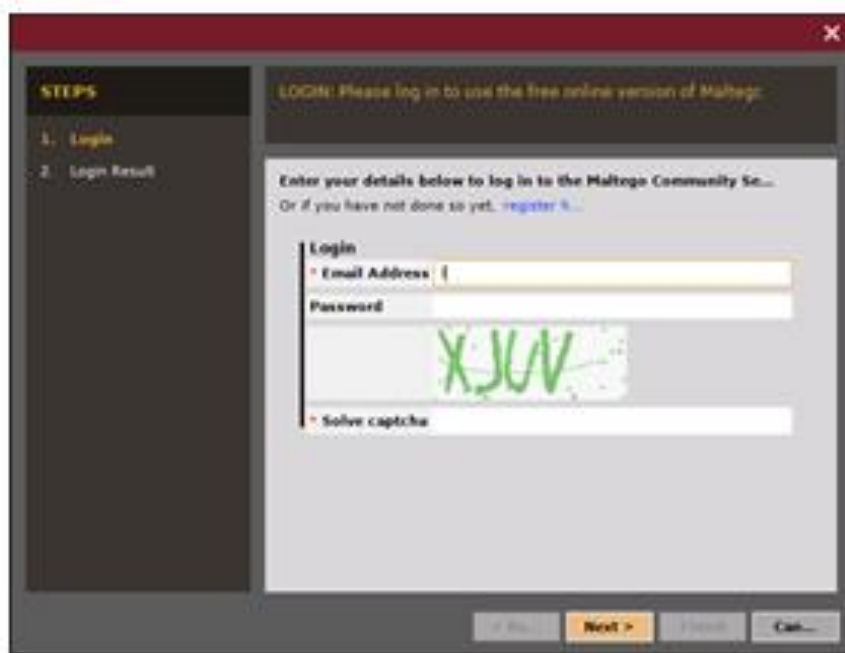 STEPS
1. Login
2. Login Result
LOGIN: Please log in to use the free online version of Maltego
Enter your details below to log in to the Maltego Community Se...
Or if you have not done so yet, register h...
Login
* Email Address
Password
XJUV
* Solve captcha
Next >
Can...